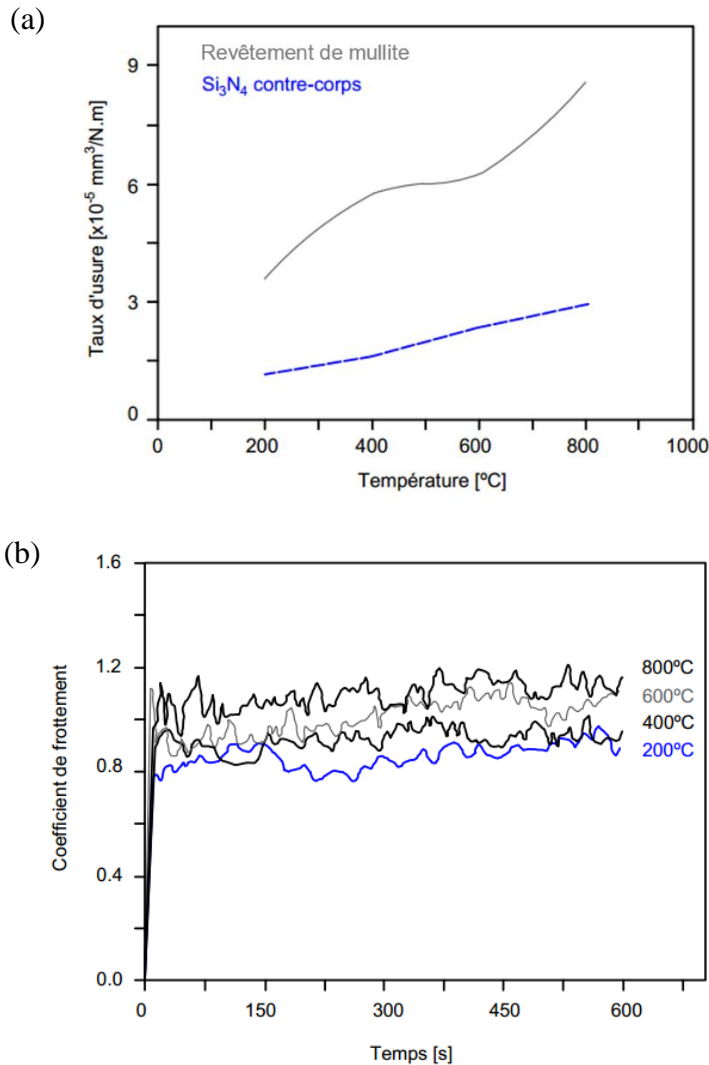 (a)
Revêtement de mullite
Si₃N₄ contre-corps
9
6
3
0
Taux d'usure [x10⁻⁵ mm³/N.m]
0 200 400 600 800 1000
Température [ºC]
(b)
1.6
1.2
0.8
0.4
0.0
Coefficient de frottement
800ºC
600ºC
400ºC
200ºC
0 150 300 450 600
Temps [s]